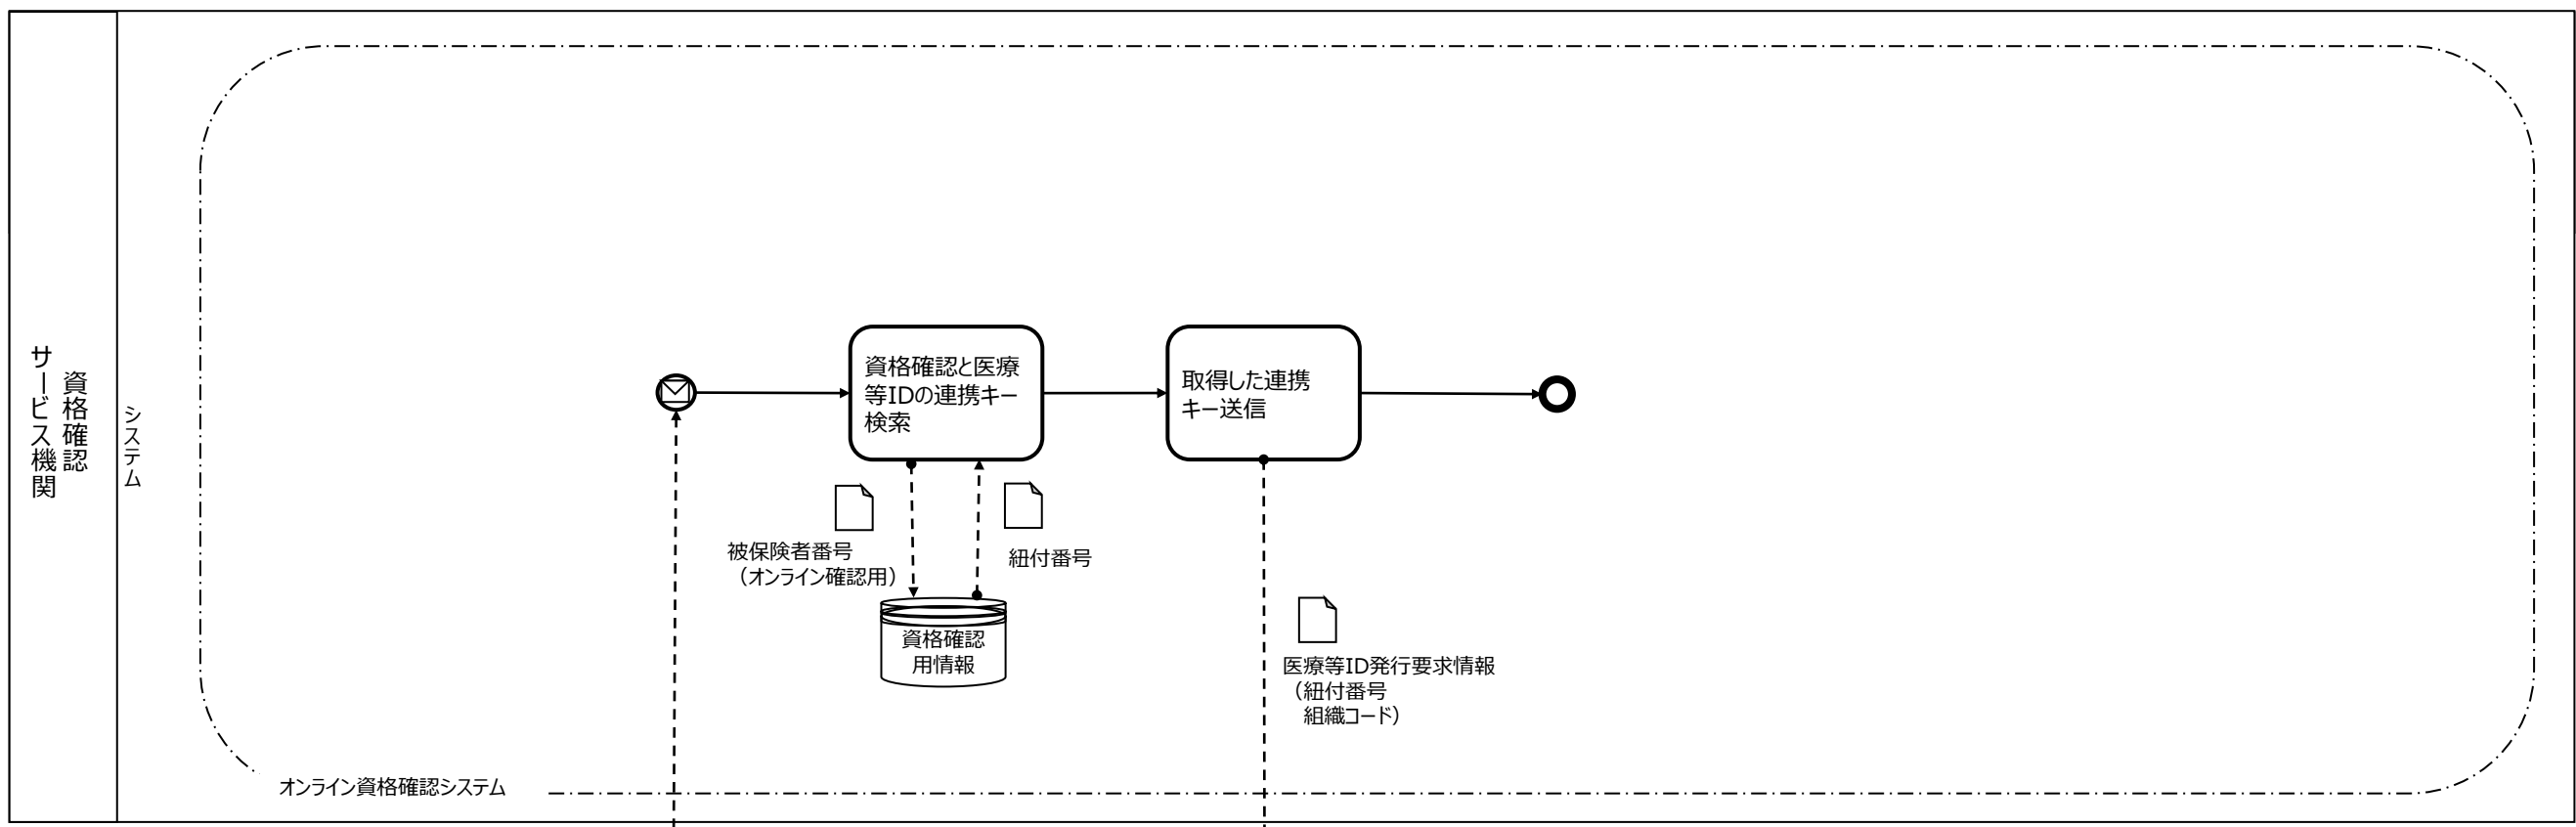 資格確認
サービス機関
システム
資格確認と医療
等IDの連携キー
検索
取得した連携
キー送信
被保険者番号
（オンライン確認用）
紐付番号
資格確認
用情報
医療等ID発行要求情報
（紐付番号
組織コード）
オンライン資格確認システム